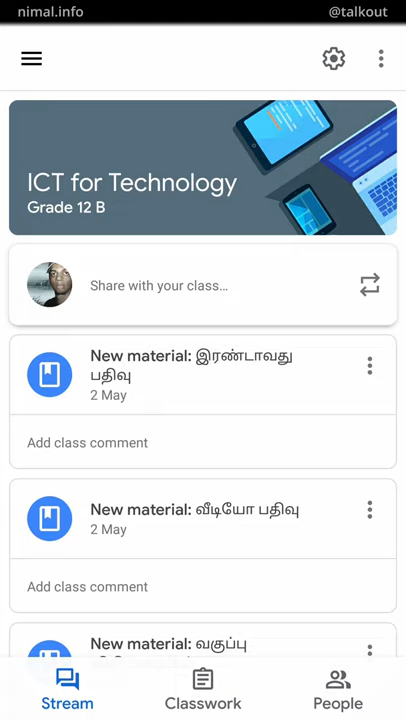 nimal.info
@talkout
ICT for Technology
Grade 12 B
Share with your class...
New material: இரண்டாவது
பதிவு
2 May
Add class comment
New material: வீடியோ பதிவு
2 May
Add class comment
New material: வகுப்பு
Stream
Classwork
People